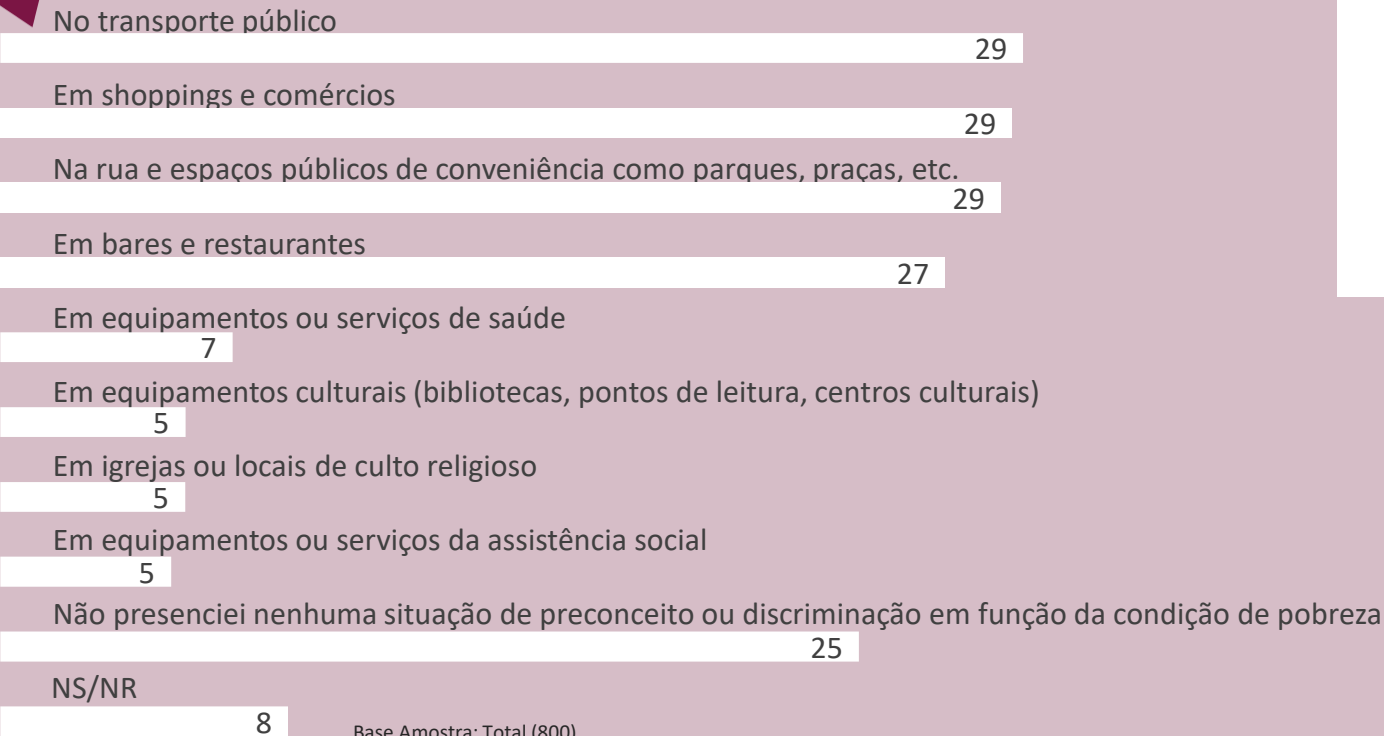 No transporte público
29
Em shoppings e comércios
29
Na rua e espaços públicos de conveniência como parques, praças, etc.
29
Em bares e restaurantes
27
Em equipamentos ou serviços de saúde
7
Em equipamentos culturais (bibliotecas, pontos de leitura, centros culturais)
5
Em igrejas ou locais de culto religioso
5
Em equipamentos ou serviços da assistência social
5
Não presenciei nenhuma situação de preconceito ou discriminação em função da condição de pobreza
25
NS/NR
8
Base Amostra: Total (800)